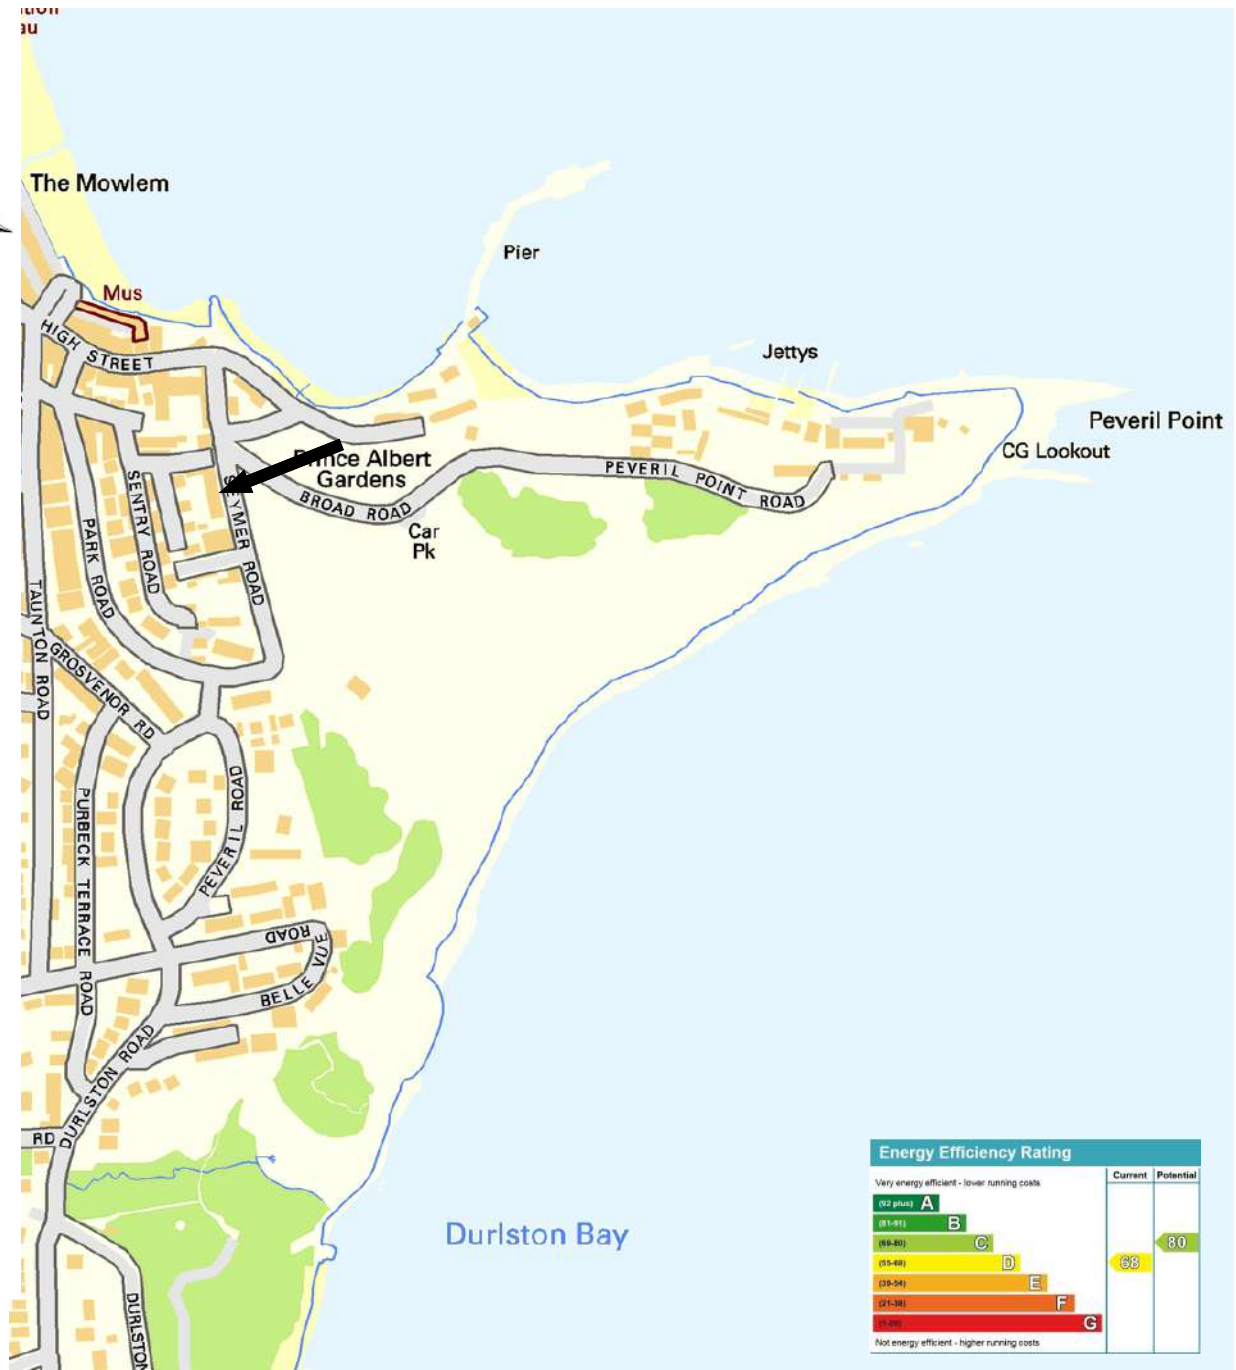 The Mowlem
Pier
Mus
HIGH STREET
Jettys
Peveril Point
CG Lookout
Prince Albert
Gardens
PEVERIL POINT ROAD
BROAD ROAD
Car
Pk
SEYMER ROAD
SENTRY ROAD
PARK ROAD
TAUNTON ROAD
GROSVENOR RD
PURBECK TERRACE ROAD
PEVERIL ROAD
BELLE VUE ROAD
DURLSTON ROAD
RD
DURLSTON
Durlston Bay
Energy Efficiency Rating
Current Potential
Very energy efficient - lower running costs
(92 plus) A
(81-91) B
(69-80) C
80
(55-68) D
68
(39-54) E
(21-38) F
(1-20) G
Not energy efficient - higher running costs